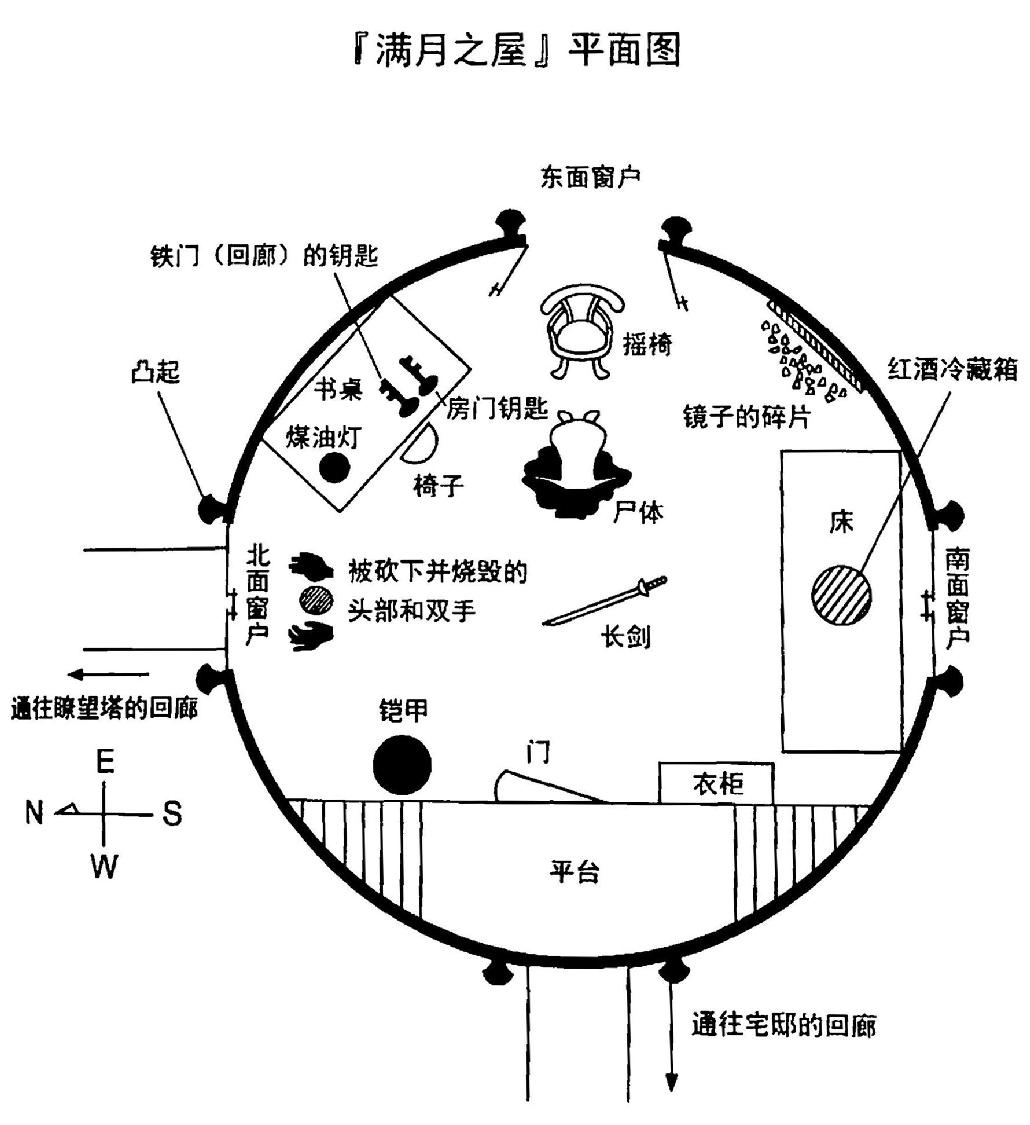 『满月之屋』平面图
东面窗户
铁门（回廊）的钥匙
摇椅
凸起
书桌
红酒冷藏箱
房门钥匙
镜子的碎片
煤油灯
椅子
尸体
床
北面窗户
被砍下并烧毁的
头部和双手
南面窗户
长剑
通往瞭望塔的回廊
铠甲
门
衣柜
E
N
S
W
平台
通往宅邸的回廊